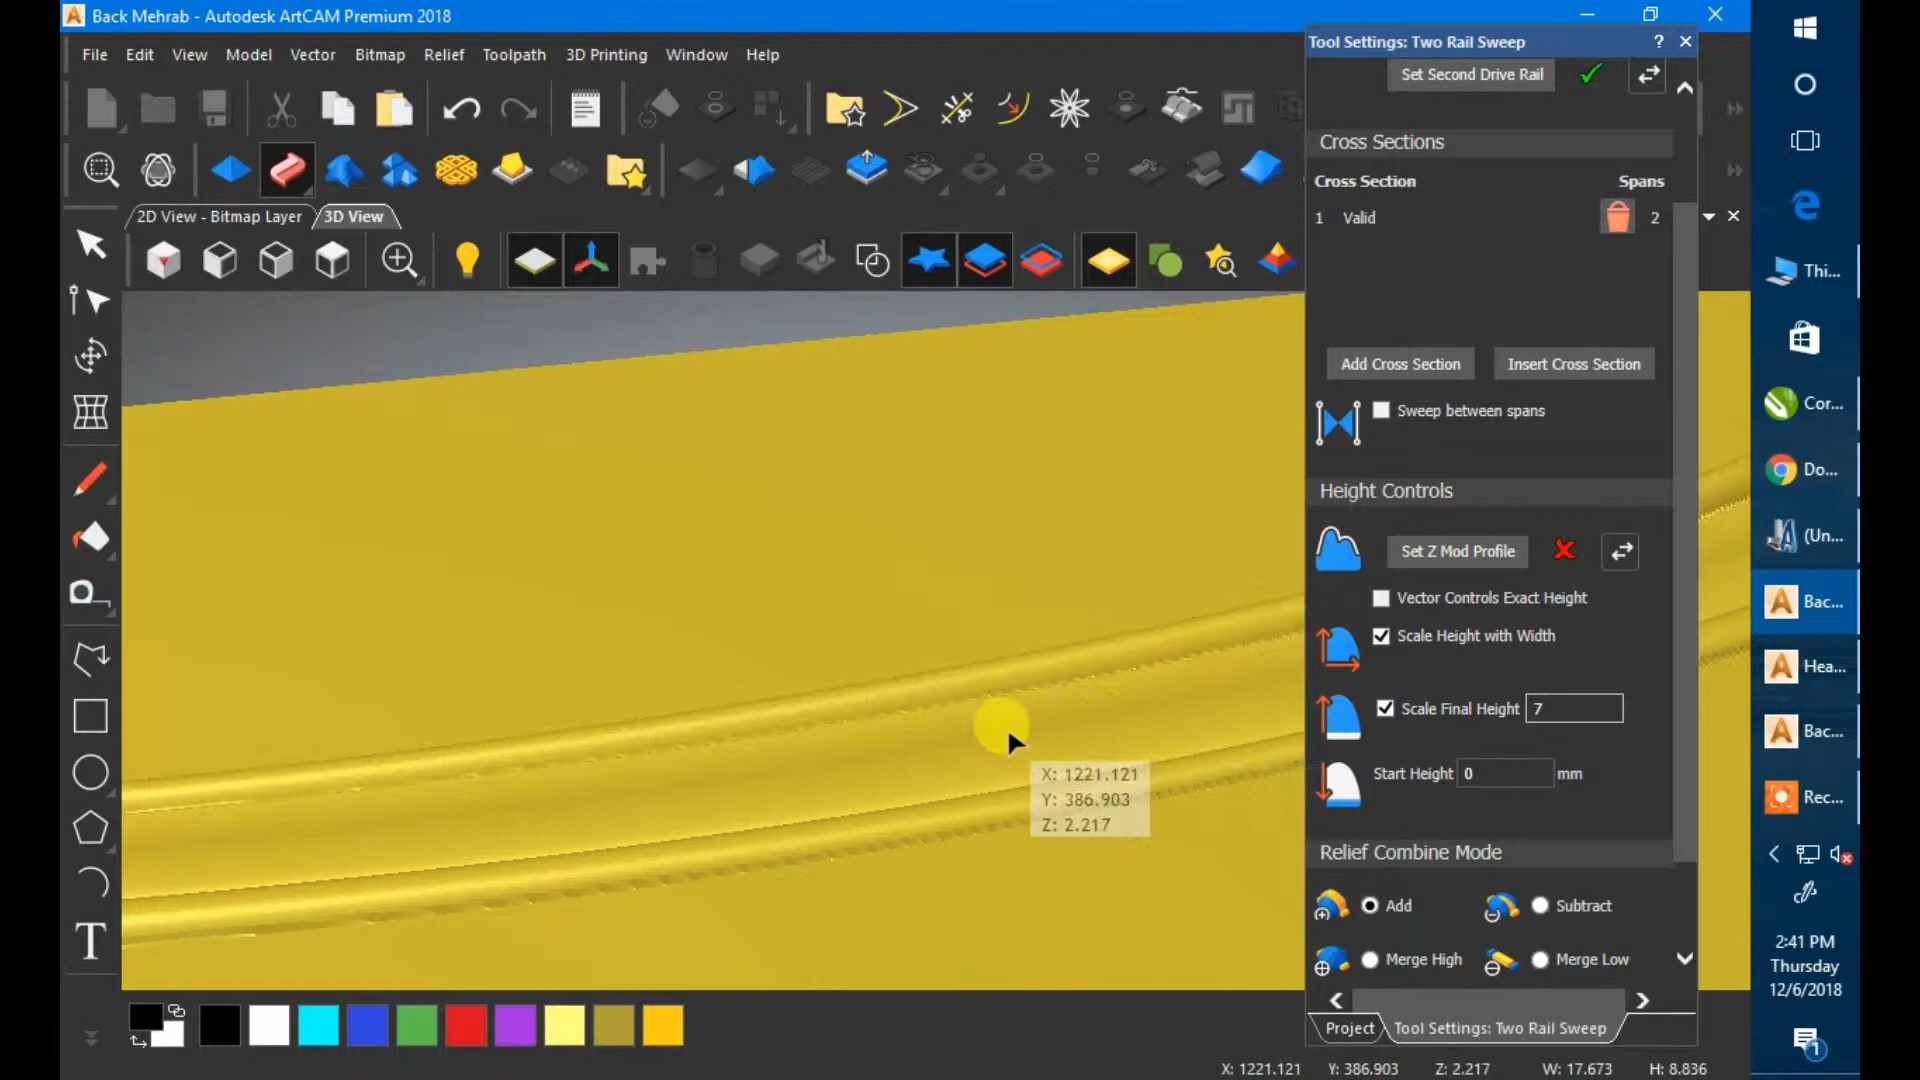 Back Mehrab - Autodesk ArtCAM Premium 2018
File Edit View Model Vector Bitmap Relief Toolpath 3D Printing Window Help
2D View - Bitmap Layer
3D View
X: 1221.121
Y: 386.903
Z: 2.217
Tool Settings: Two Rail Sweep
?
Set Second Drive Rail
Cross Sections
Cross Section Spans
1 Valid 2
Add Cross Section Insert Cross Section
Sweep between spans
Height Controls
Set Z Mod Profile
Vector Controls Exact Height
Scale Height with Width
Scale Final Height 7
Start Height 0 mm
Relief Combine Mode
Add Subtract
Merge High Merge Low
Project Tool Settings: Two Rail Sweep
X: 1221.121 Y: 386.903 Z: 2.217 W: 17.673 H: 8.836
Thi...
Cor...
Do...
(Un...
Bac...
Hea...
Bac...
Rec...
2:41 PM
Thursday
12/6/2018
1